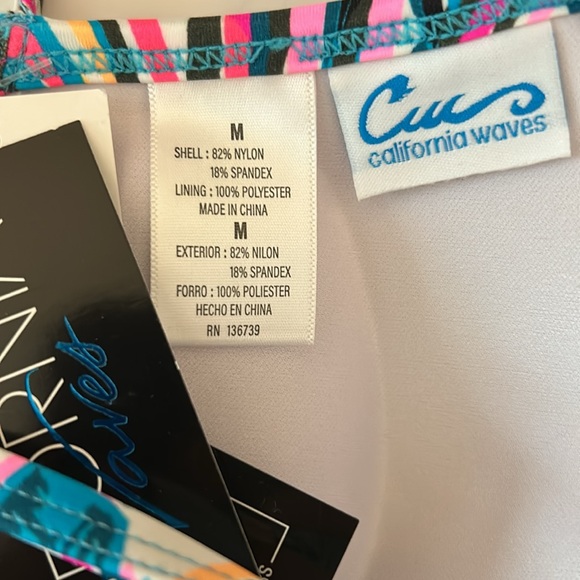 M
SHELL : 82% NYLON
18% SPANDEX
LINING : 100% POLYESTER
MADE IN CHINA
M
EXTERIOR : 82% NILON
18% SPANDEX
FORRO : 100% POLIESTER
HECHO EN CHINA
RN 136739
california waves